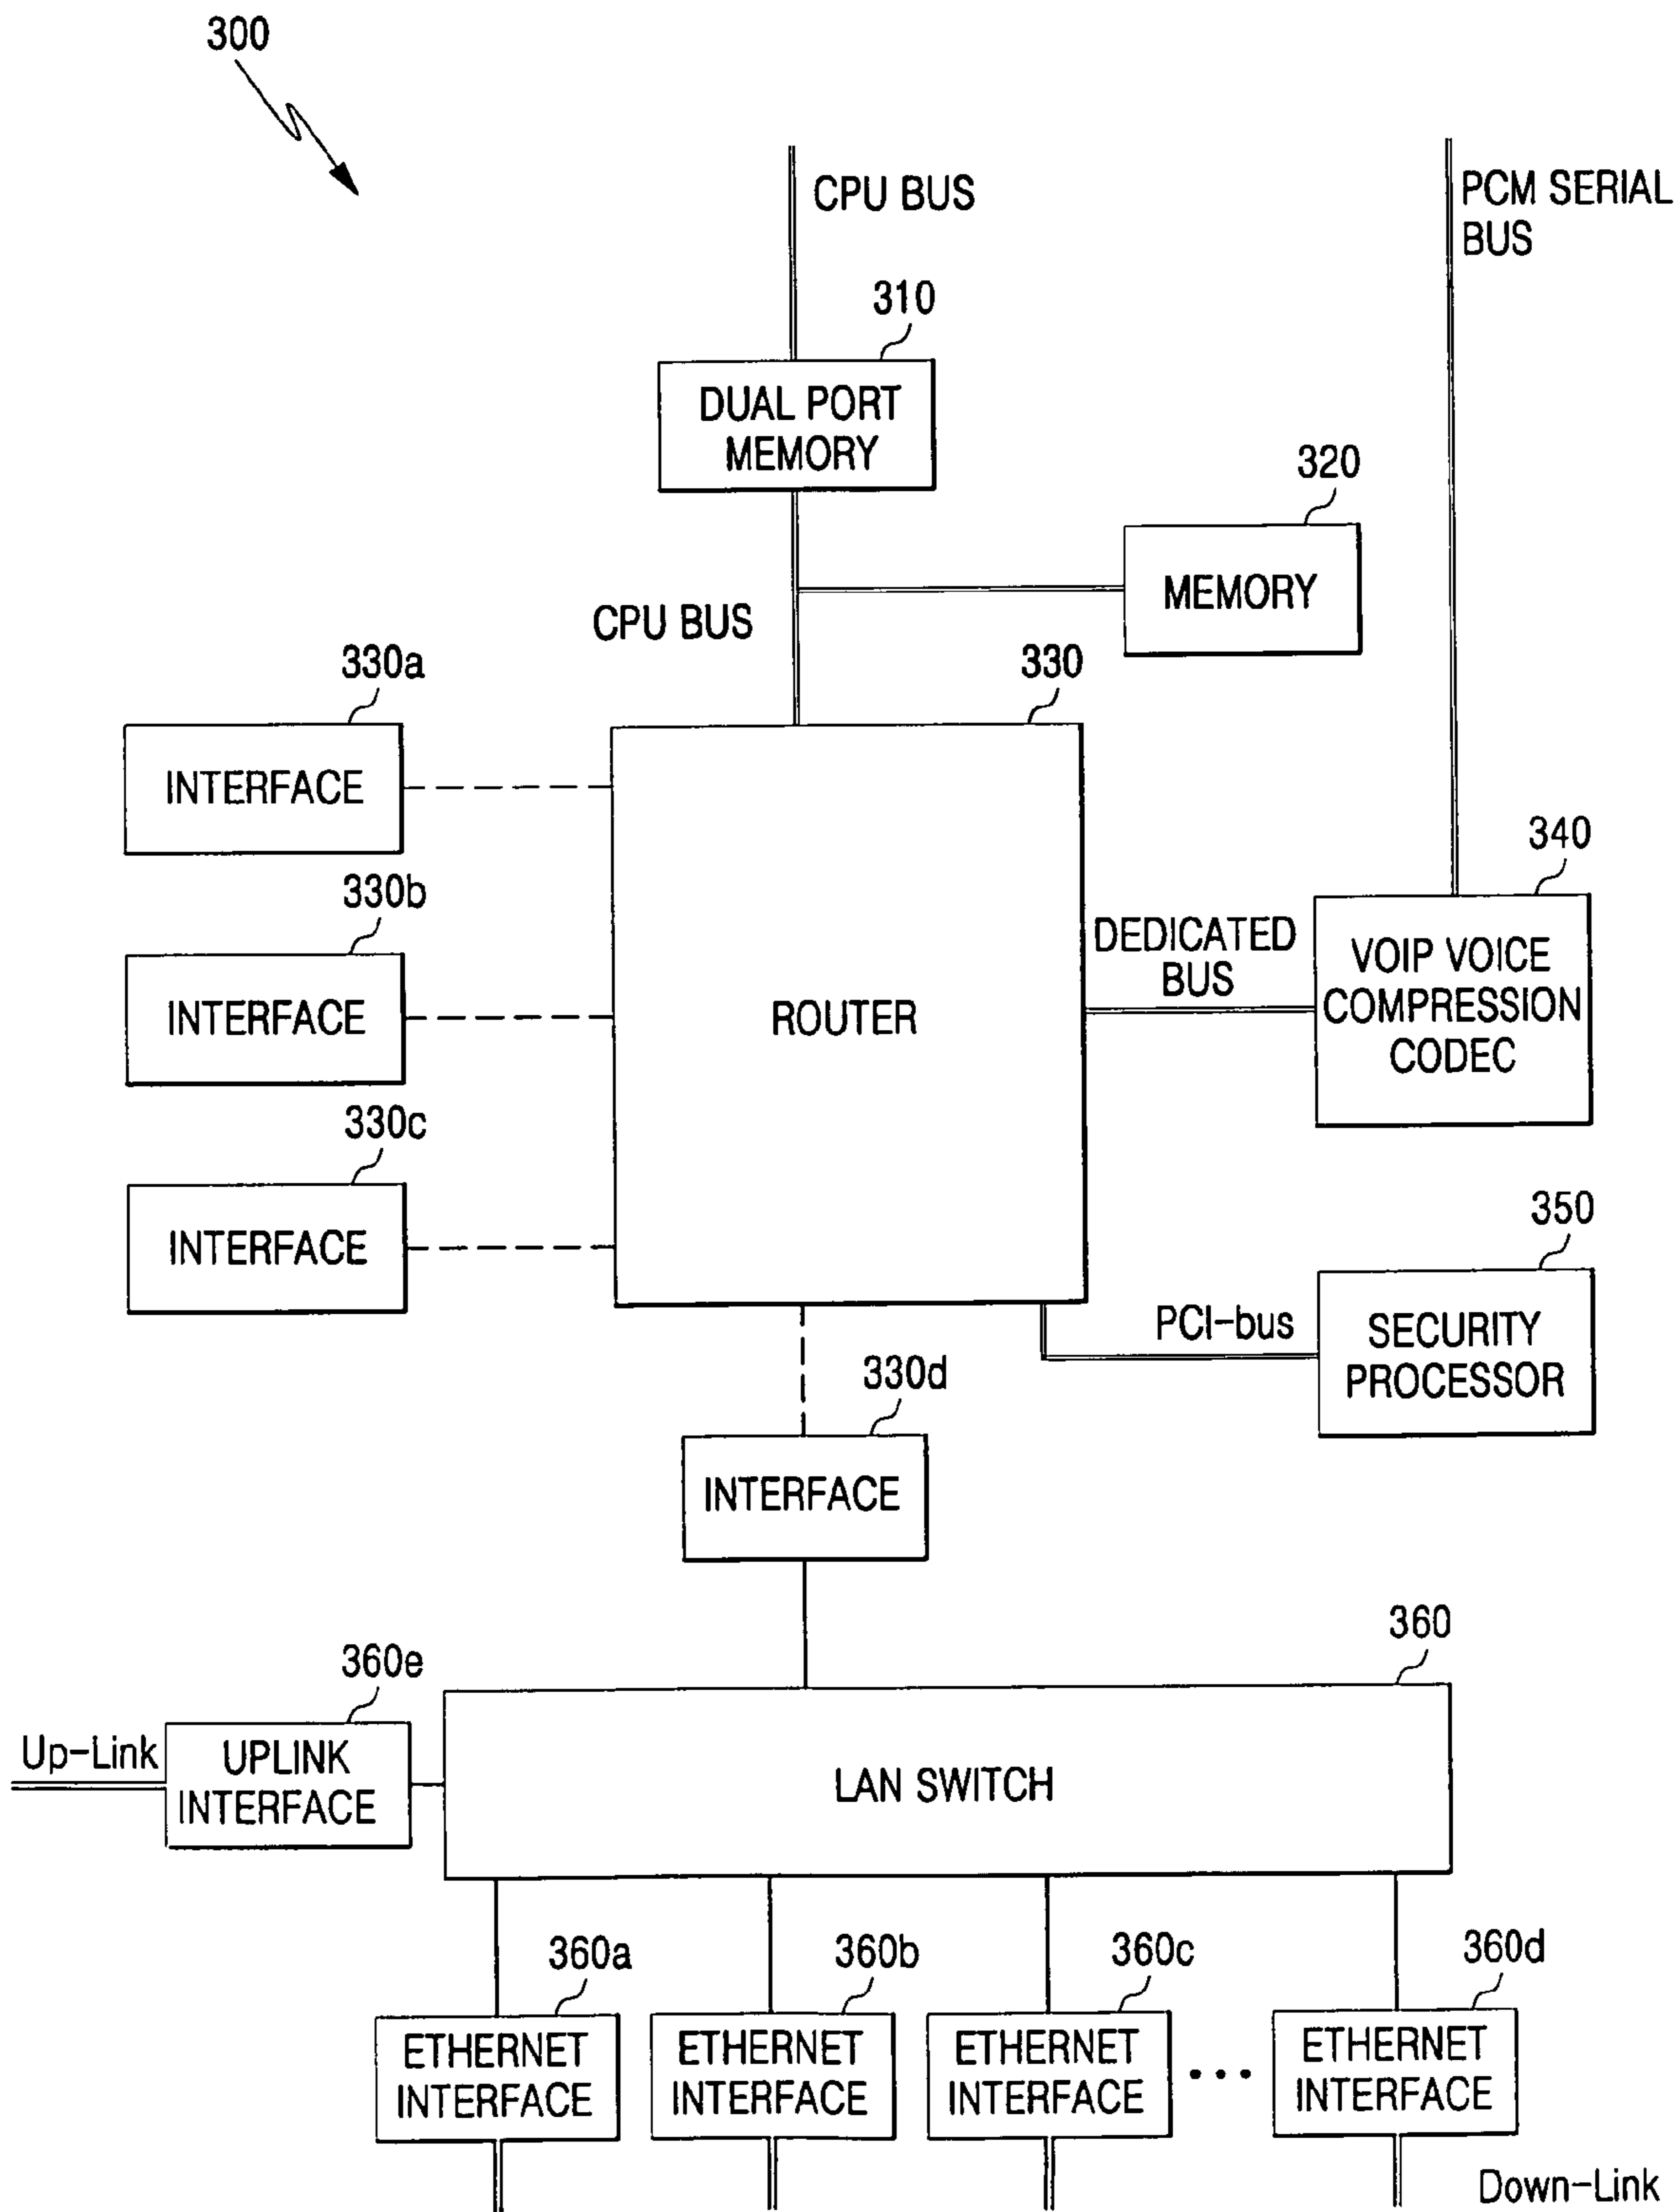 300
CPU BUS
PCM SERIAL
BUS
310
DUAL PORT
MEMORY
320
MEMORY
CPU BUS
330a
INTERFACE
330
ROUTER
330b
INTERFACE
330c
INTERFACE
DEDICATED
BUS
340
VOIP VOICE
COMPRESSION
CODEC
350
PCI-bus
SECURITY
PROCESSOR
330d
INTERFACE
360
LAN SWITCH
360e
Up-Link
UPLINK
INTERFACE
360a
ETHERNET
INTERFACE
360b
ETHERNET
INTERFACE
360c
ETHERNET
INTERFACE
•••
360d
ETHERNET
INTERFACE
Down-Link